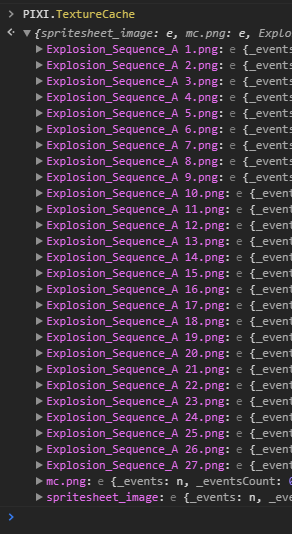 > PIXI.TextureCache
{spritesheet_image: e, mc.png: e, Explo
Explosion_Sequence_A 1.png: e {_events
Explosion_Sequence_A 2.png: e {_events
Explosion_Sequence_A 3.png: e {_events
Explosion_Sequence_A 4.png: e {_events
Explosion_Sequence_A 5.png: e {_events
Explosion_Sequence_A 6.png: e {_events
Explosion_Sequence_A 7.png: e {_events
Explosion_Sequence_A 8.png: e {_events
Explosion_Sequence_A 9.png: e {_events
Explosion_Sequence_A 10.png: e {_event
Explosion_Sequence_A 11.png: e {_event
Explosion_Sequence_A 12.png: e {_event
Explosion_Sequence_A 13.png: e {_event
Explosion_Sequence_A 14.png: e {_event
Explosion_Sequence_A 15.png: e {_event
Explosion_Sequence_A 16.png: e {_event
Explosion_Sequence_A 17.png: e {_event
Explosion_Sequence_A 18.png: e {_event
Explosion_Sequence_A 19.png: e {_event
Explosion_Sequence_A 20.png: e {_event
Explosion_Sequence_A 21.png: e {_event
Explosion_Sequence_A 22.png: e {_event
Explosion_Sequence_A 23.png: e {_event
Explosion_Sequence_A 24.png: e {_event
Explosion_Sequence_A 25.png: e {_event
Explosion_Sequence_A 26.png: e {_event
Explosion_Sequence_A 27.png: e {_event
mc.png: e {_events: n, _eventsCount: 0
spritesheet_image: e {_events: n, _eve
>